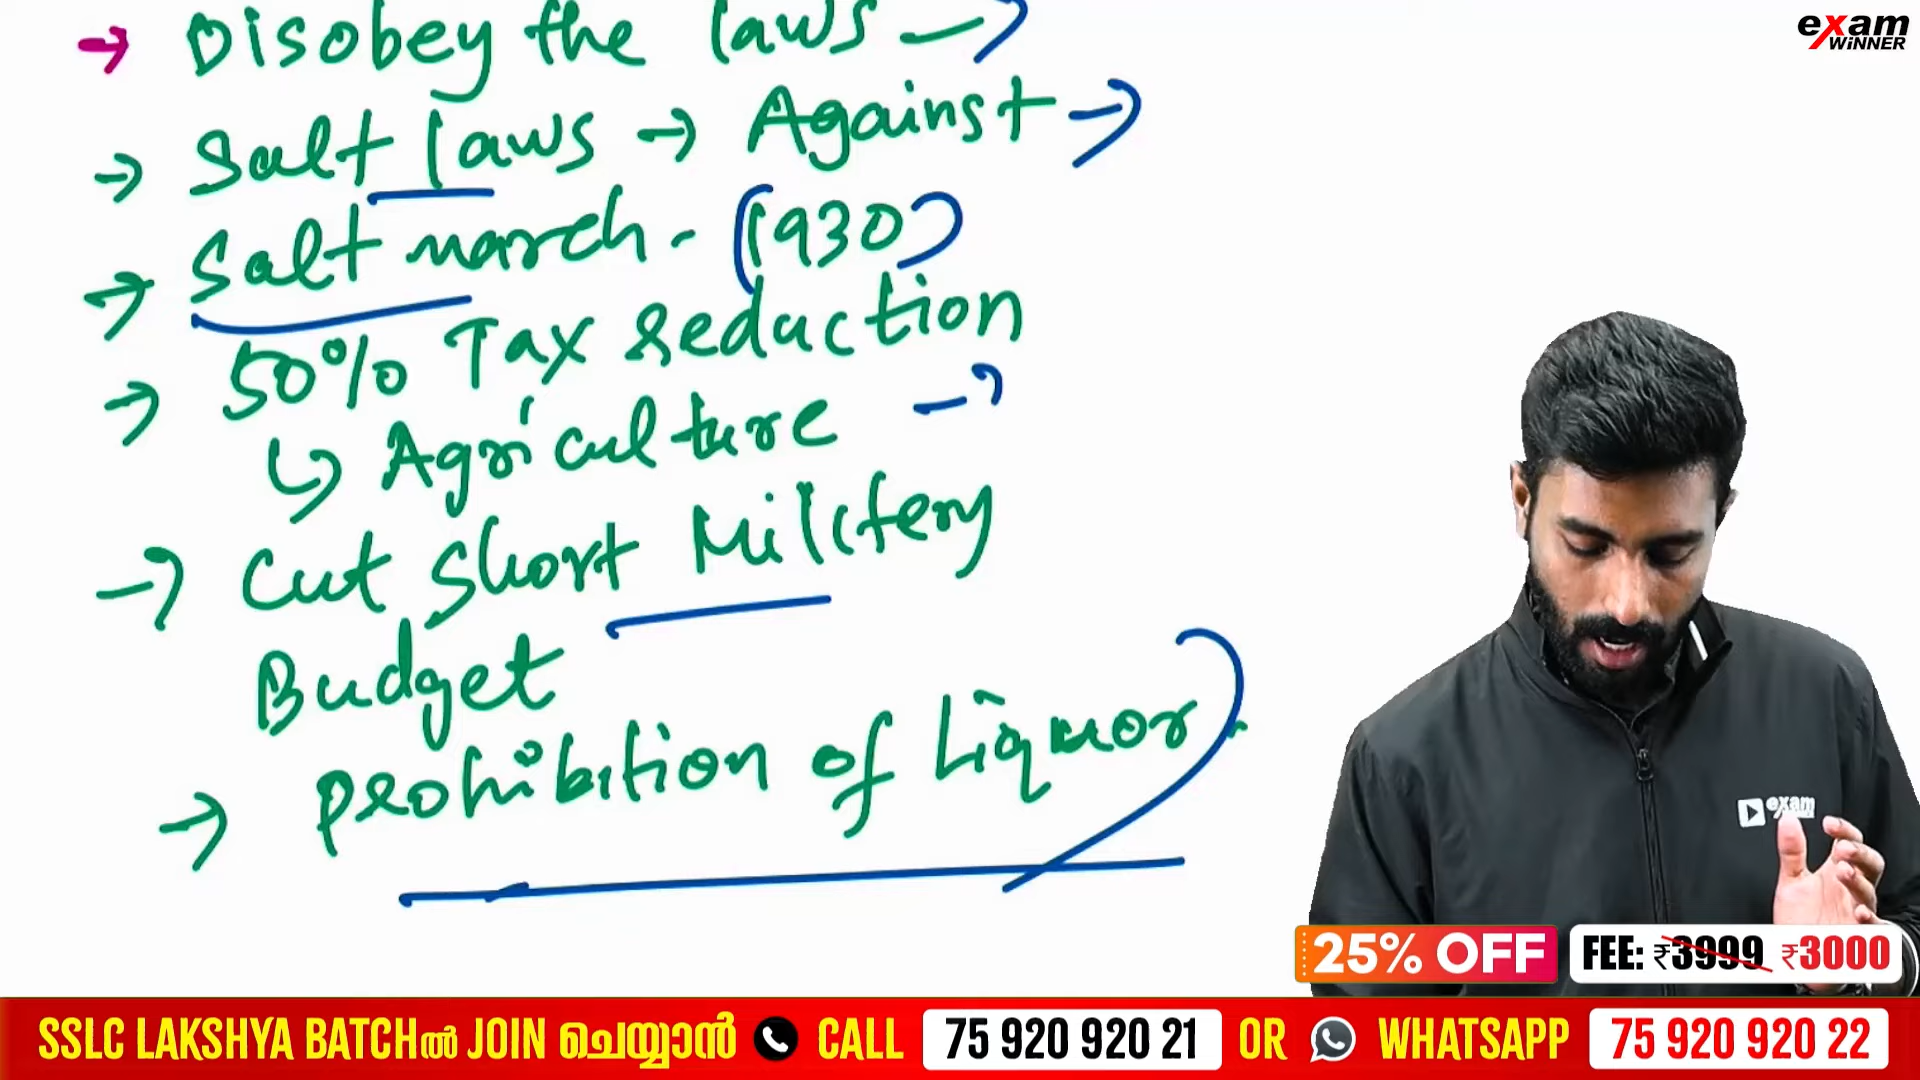 exam
WiNNER
→ Disobey the laws →
→ Salt laws → Against →
→ Salt march - (1930)
→ 50% Tax reduction
↳ Agriculture →
→ Cut short Militery
Budget
→ prohibition of Liquor.
exam
25% OFF FEE: ₹3999 ₹3000
SSLC LAKSHYA BATCHൽ JOIN ചെയ്യാൻ CALL 75 920 920 21 OR WHATSAPP 75 920 920 22